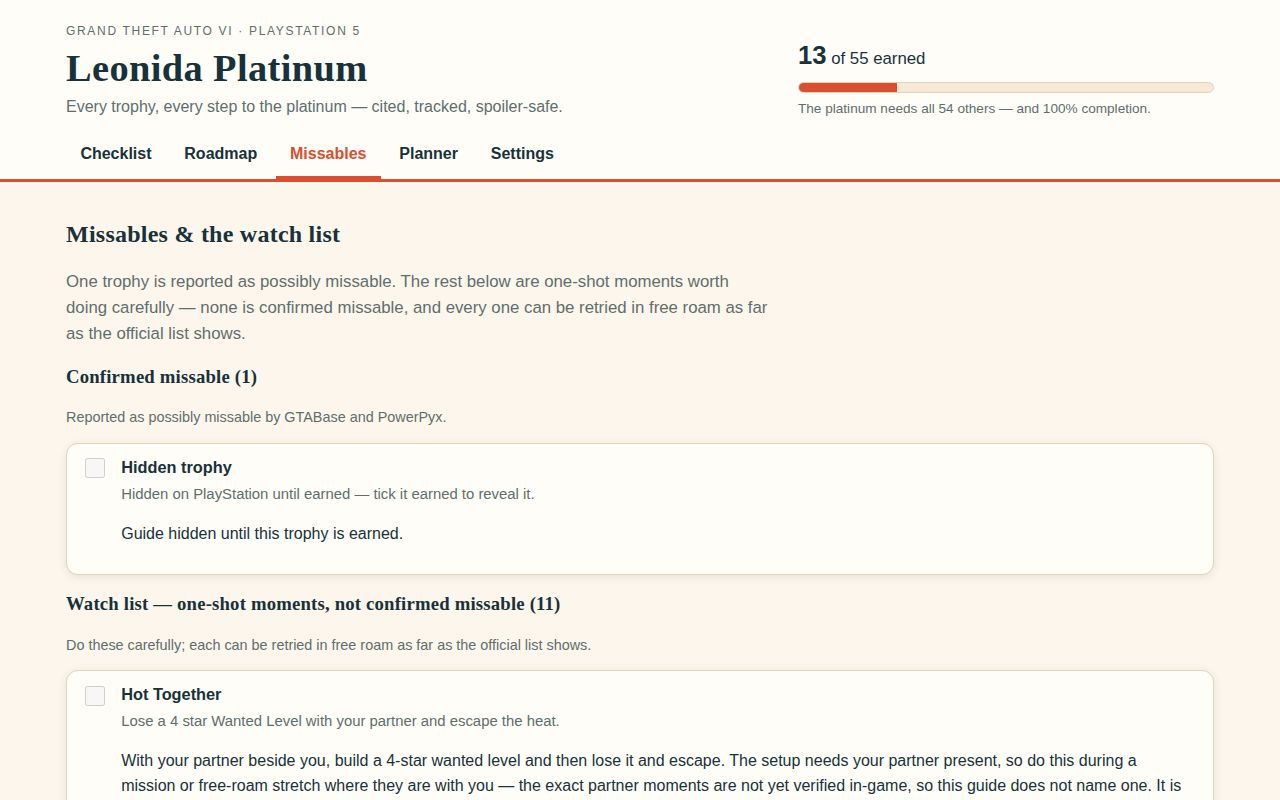 GRAND THEFT AUTO VI · PLAYSTATION 5
Leonida Platinum
Every trophy, every step to the platinum — cited, tracked, spoiler-safe.
13 of 55 earned
The platinum needs all 54 others — and 100% completion.
Checklist Roadmap Missables Planner Settings
Missables & the watch list
One trophy is reported as possibly missable. The rest below are one-shot moments worth
doing carefully — none is confirmed missable, and every one can be retried in free roam as far
as the official list shows.
Confirmed missable (1)
Reported as possibly missable by GTABase and PowerPyx.
Hidden trophy
Hidden on PlayStation until earned — tick it earned to reveal it.
Guide hidden until this trophy is earned.
Watch list — one-shot moments, not confirmed missable (11)
Do these carefully; each can be retried in free roam as far as the official list shows.
Hot Together
Lose a 4 star Wanted Level with your partner and escape the heat.
With your partner beside you, build a 4-star wanted level and then lose it and escape. The setup needs your partner present, so do this during a
mission or free-roam stretch where they are with you — the exact partner moments are not yet verified in-game, so this guide does not name one. It is